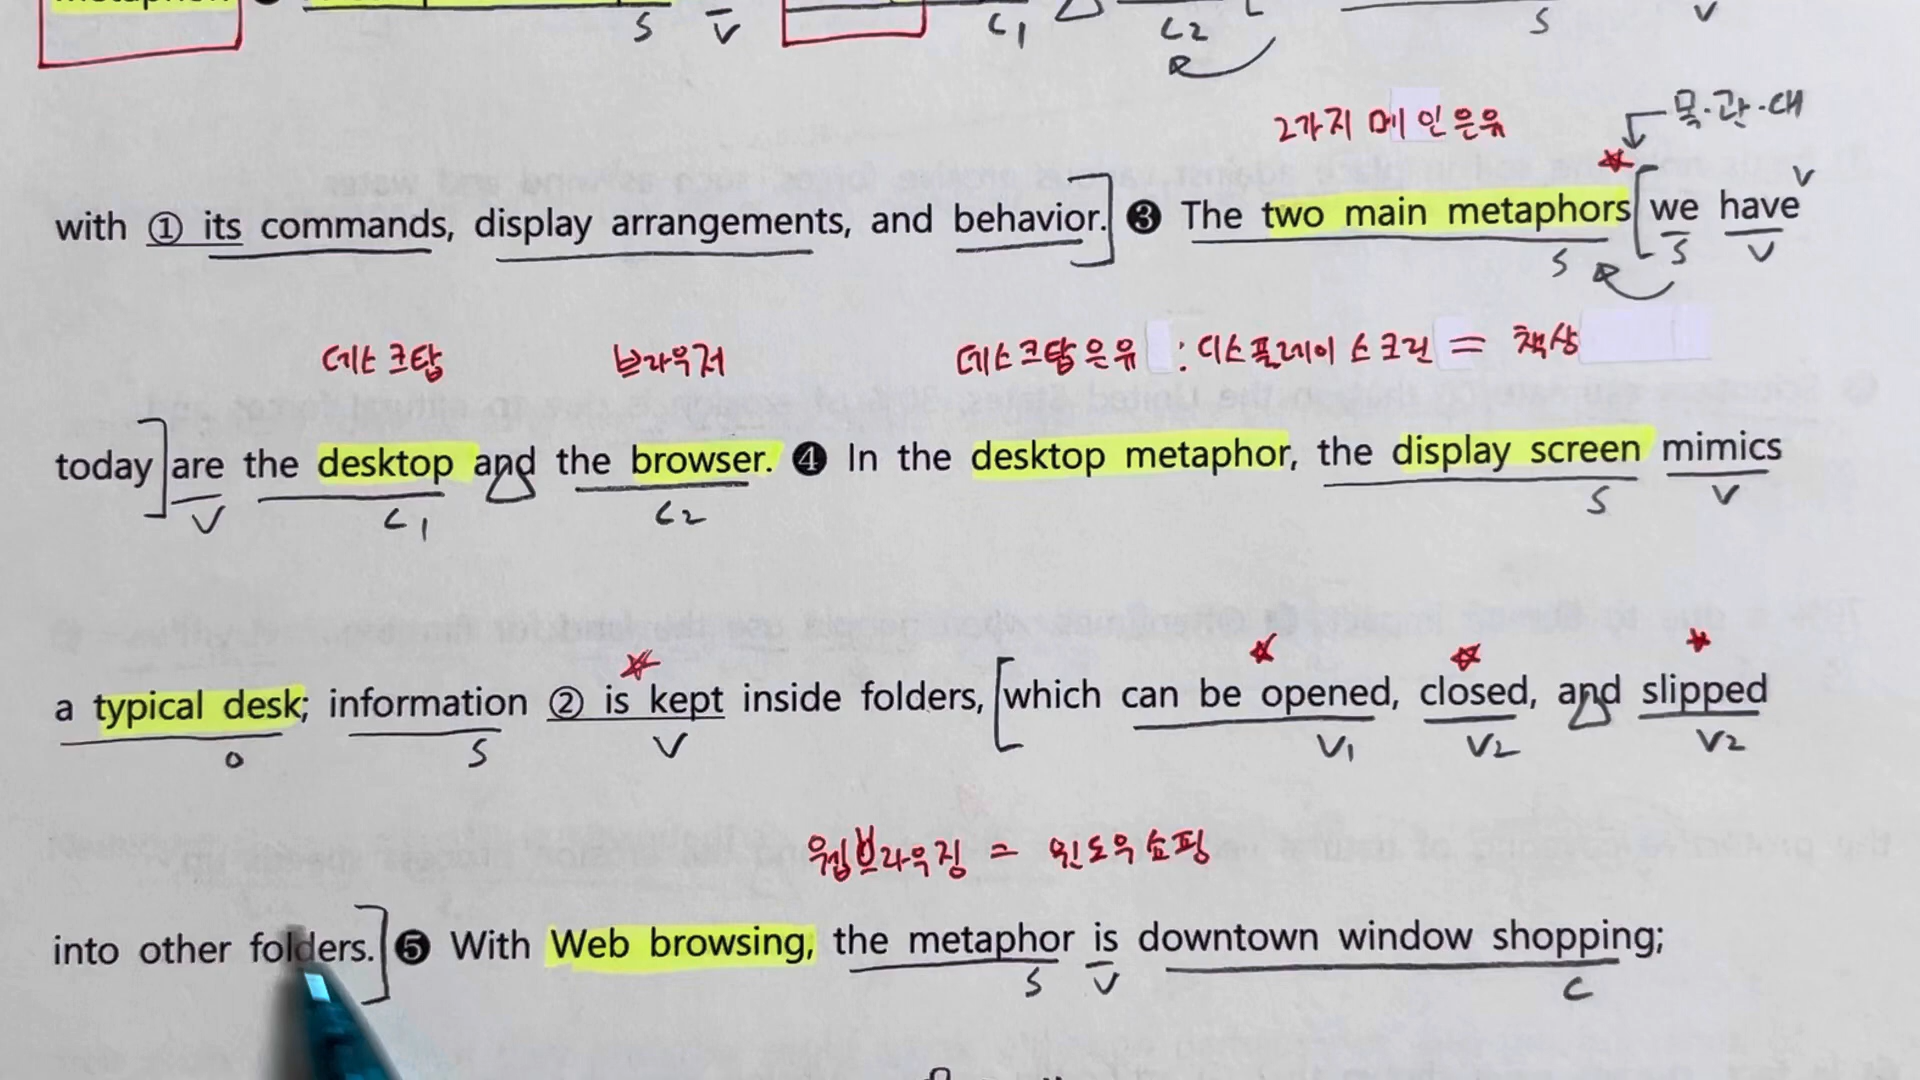 S V C1 C2 S V
2가지 메인은유 목·관·대
with ① its commands, display arrangements, and behavior.] ❸ The two main metaphors [we have
V
S S V
데스크탑 브라우저 데스크탑은유 : 디스플레이 스크린 = 책상
today] are the desktop and the browser. ❹ In the desktop metaphor, the display screen mimics
V C1 C2 S V
a typical desk; information ② is kept inside folders, [which can be opened, closed, and slipped
O S V V1 V2 V2
웹브라우징 = 윈도우쇼핑
into other folders.] ❺ With Web browsing, the metaphor is downtown window shopping;
S V C